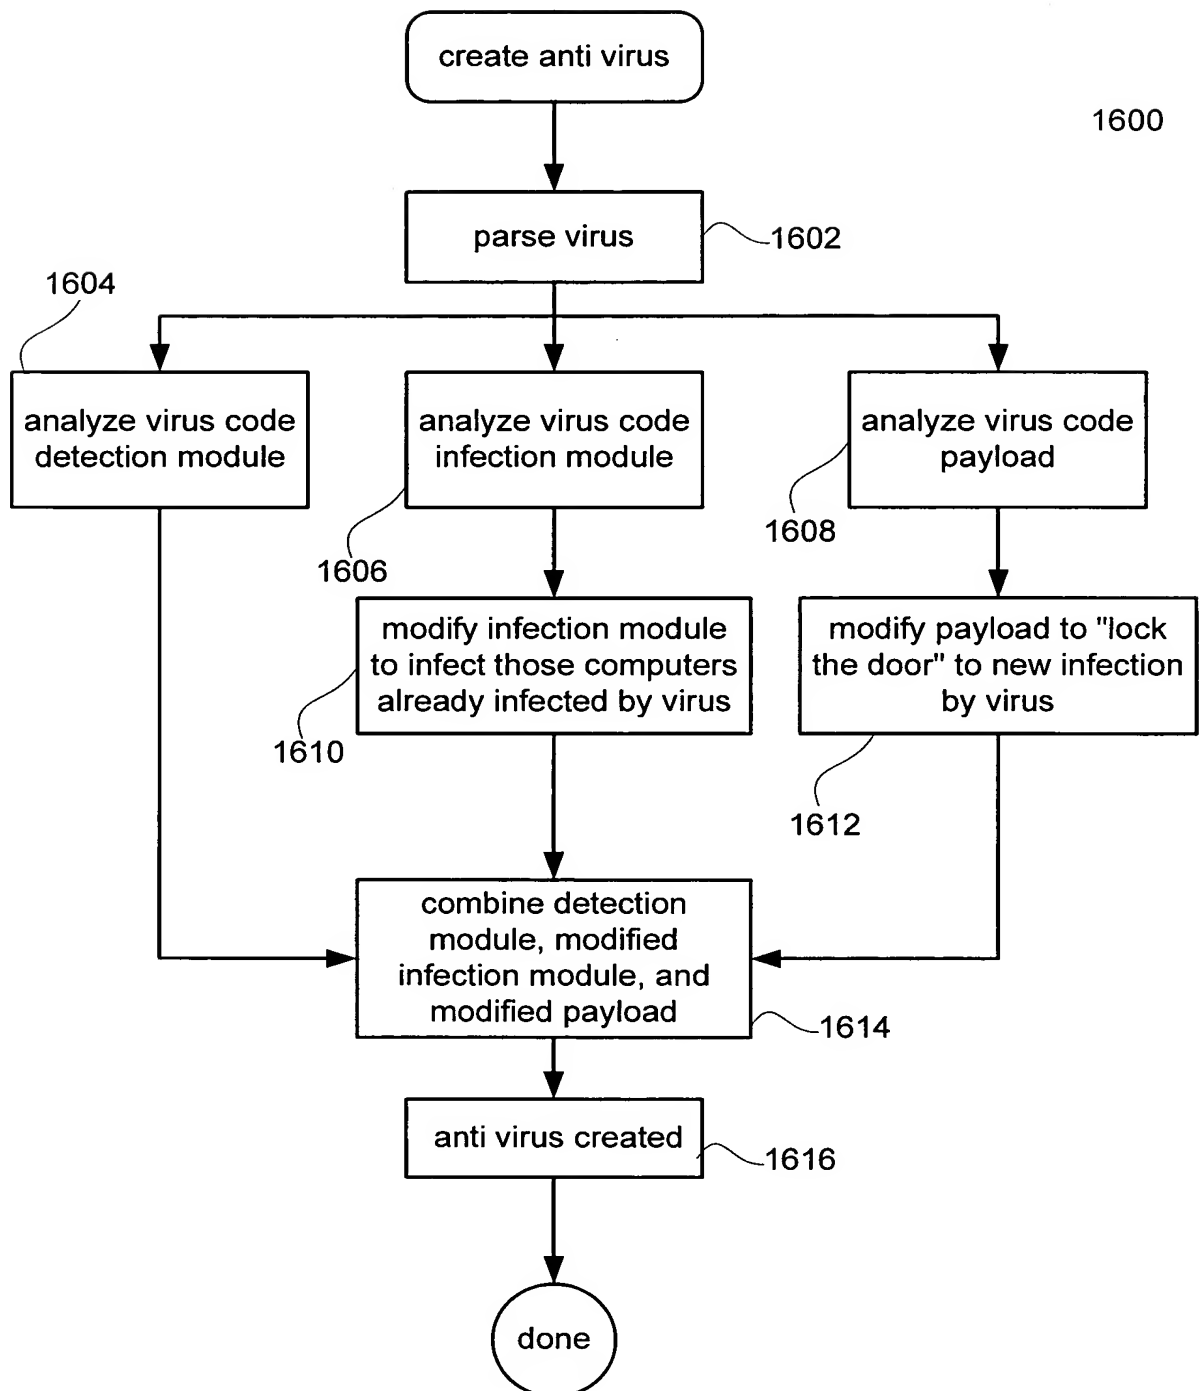 create anti virus
1600
parse virus
1602
1604
analyze virus code
detection module
analyze virus code
infection module
analyze virus code
payload
1606
1608
modify infection module
to infect those computers
already infected by virus
modify payload to "lock
the door" to new infection
by virus
1610
1612
combine detection
module, modified
infection module, and
modified payload
1614
anti virus created
1616
done